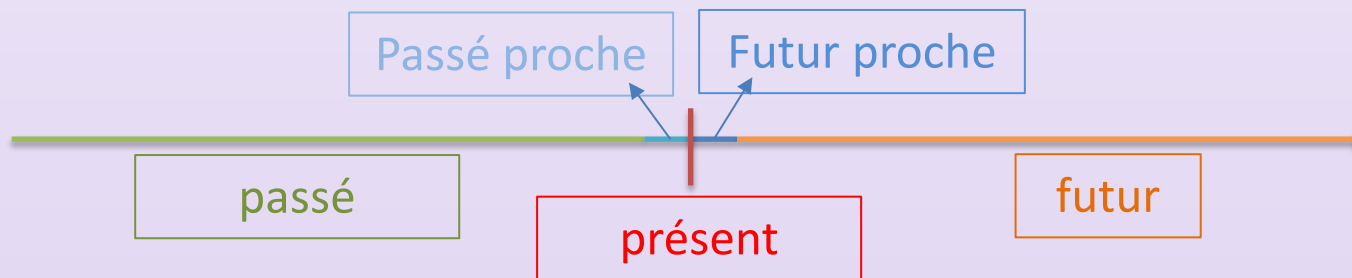 Passé proche
Futur proche
passé
futur
présent